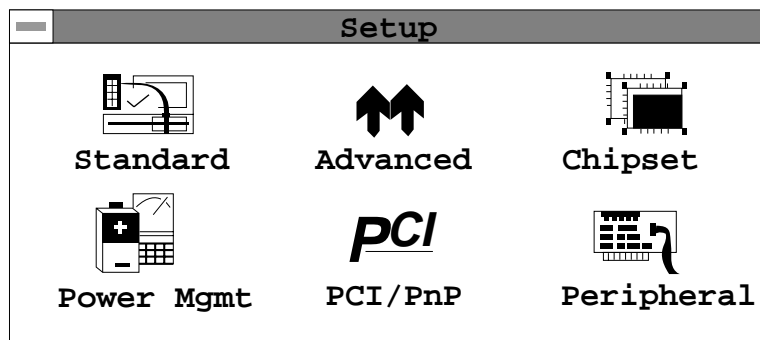 Setup
Standard Advanced Chipset
PCI
Power Mgmt PCI/PnP Peripheral